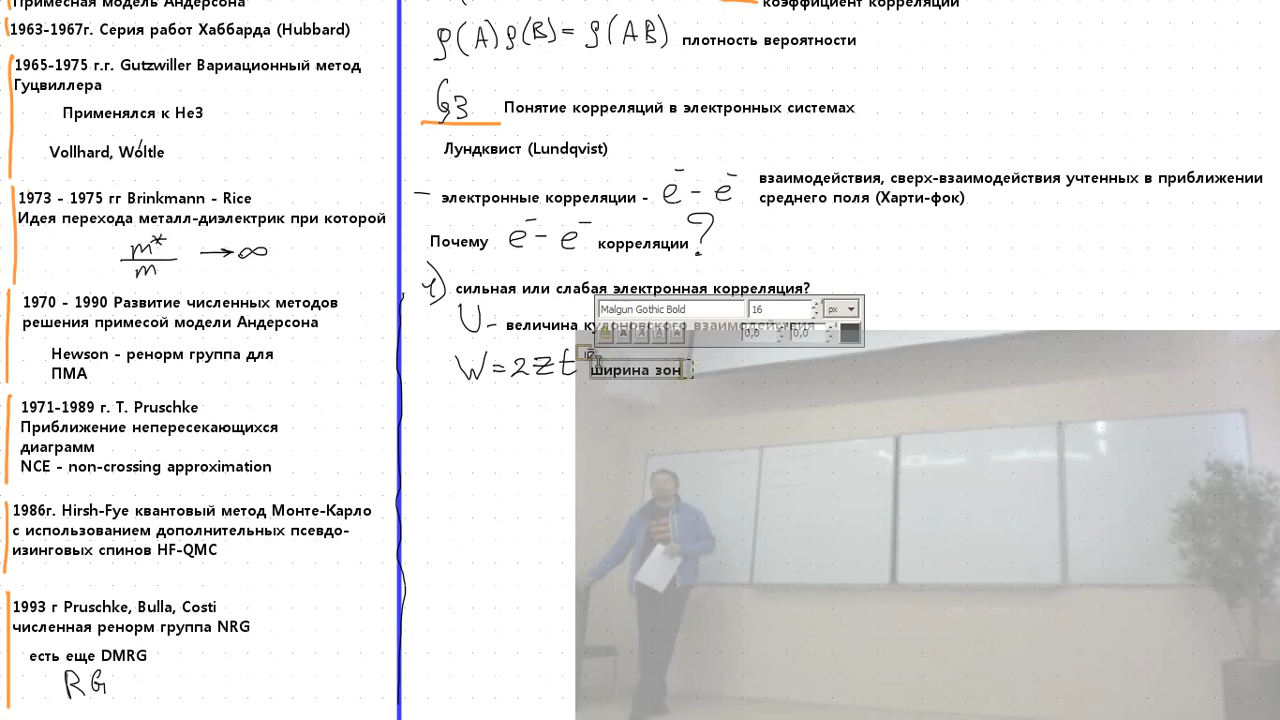 Примесная модель Андерсона
1963-1967г. Серия работ Хаббарда (Hubbard)
1965-1975 г.г. Gutzwiller Вариационный метод
Гуцвиллера
Применялся к He3
Vollhard, Woltle
1973 - 1975 гг Brinkmann - Rice
Идея перехода металл-диэлектрик при которой
m*/m → ∞
1970 - 1990 Развитие численных методов
решения примесой модели Андерсона
Hewson - ренорм группа для
ПМА
1971-1989 г. T. Pruschke
Приближение непересекающихся
диаграмм
NCE - non-crossing approximation
1986г. Hirsh-Fye квантовый метод Монте-Карло
с использованием дополнительных псевдо-
изинговых спинов HF-QMC
1993 г Pruschke, Bulla, Costi
численная ренорм группа NRG
есть еще DMRG
RG
коэффициент корреляции
ρ(A)ρ(B) = ρ(AB) плотность вероятности
Понятие корреляций в электронных системах
Лундквист (Lundqvist)
— электронные корреляции - e⁻ - e⁻ взаимодействия, сверх-взаимодействия учтенных в приближении
среднего поля (Харти-фок)
Почему e⁻ - e⁻ корреляции ?
сильная или слабая электронная корреляция?
Malgun Gothic Bold 16 px
U - величина кулоновского взаимодействия
0,0 0,0
W = 2zt ширина зон